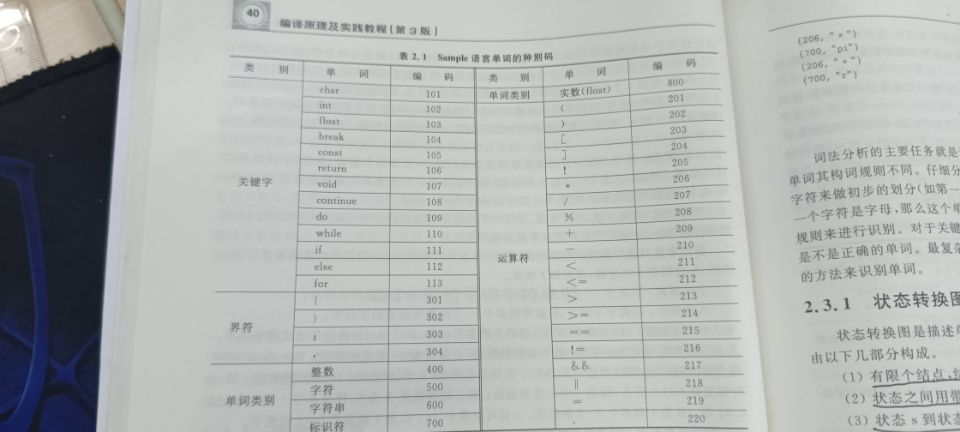 40 编译原理及实践教程(第3版)
表 2.1 Sample 语言单词的种别码
类 别 单 词 编 码 类 别 单 词 编 码
char 101 单词类别 实数(float) 800
int 102 ( 201
float 103 ) 202
break 104 [ 203
const 105 ] 204
return 106 ! 205
关键字 void 107 * 206
continue 108 / 207
do 109 % 208
while 110 + 209
if 111 运算符 − 210
else 112 < 211
for 113 <= 212
界符 { 301 > 213
} 302 >= 214
; 303 == 215
304 != 216
单词类别 整数 400 && 217
字符 500 || 218
字符串 600 = 219
标识符 700 . 220
(206, "*")
(700, "pi")
(206, "*")
(700, "r")
词法分析的主要任务就是
单词其构词规则不同。仔细分
字符来做初步的划分(如第一
一个字符是字母,那么这个单
规则来进行识别。对于关键
是不是正确的单词。最复杂
的方法来识别单词。
2.3.1 状态转换图
状态转换图是描述单
由以下几部分构成。
(1) 有限个结点,结
(2) 状态之间用带
(3) 状态 s 到状态